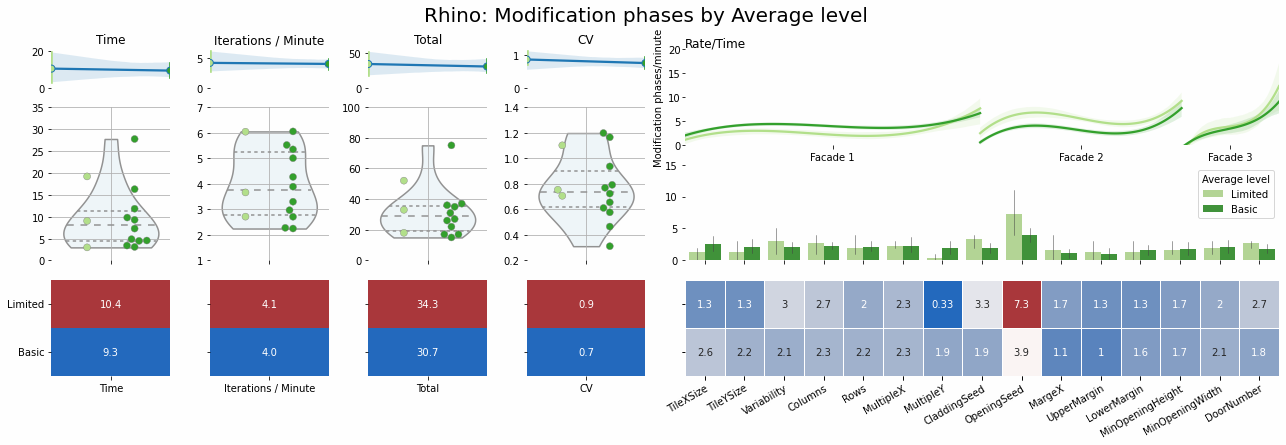 Rhino: Modification phases by Average level
Time
Iterations / Minute
Total
CV
Rate/Time
20
0
5
0
50
0
1
0
Modification phases/minute
20
15
10
5
0
Facade 1
Facade 2
Facade 3
35
30
25
20
15
10
5
0
7
6
5
4
3
2
1
100
80
60
40
20
0
1.4
1.2
1.0
0.8
0.6
0.4
0.2
15
10
5
0
Average level
Limited
Basic
Limited
10.4
4.1
34.3
0.9
1.3 1.3 3 2.7 2 2.3 0.33 3.3 7.3 1.7 1.3 1.3 1.7 2 2.7
Basic
9.3
4.0
30.7
0.7
2.6 2.2 2.1 2.3 2.2 2.3 1.9 1.9 3.9 1.1 1 1.6 1.7 2.1 1.8
Time
Iterations / Minute
Total
CV
TileXSize
TileYSize
Variability
Columns
Rows
MultipleX
MultipleY
CladdingSeed
OpeningSeed
MargeX
UpperMargin
LowerMargin
MinOpeningHeight
MinOpeningWidth
DoorNumber